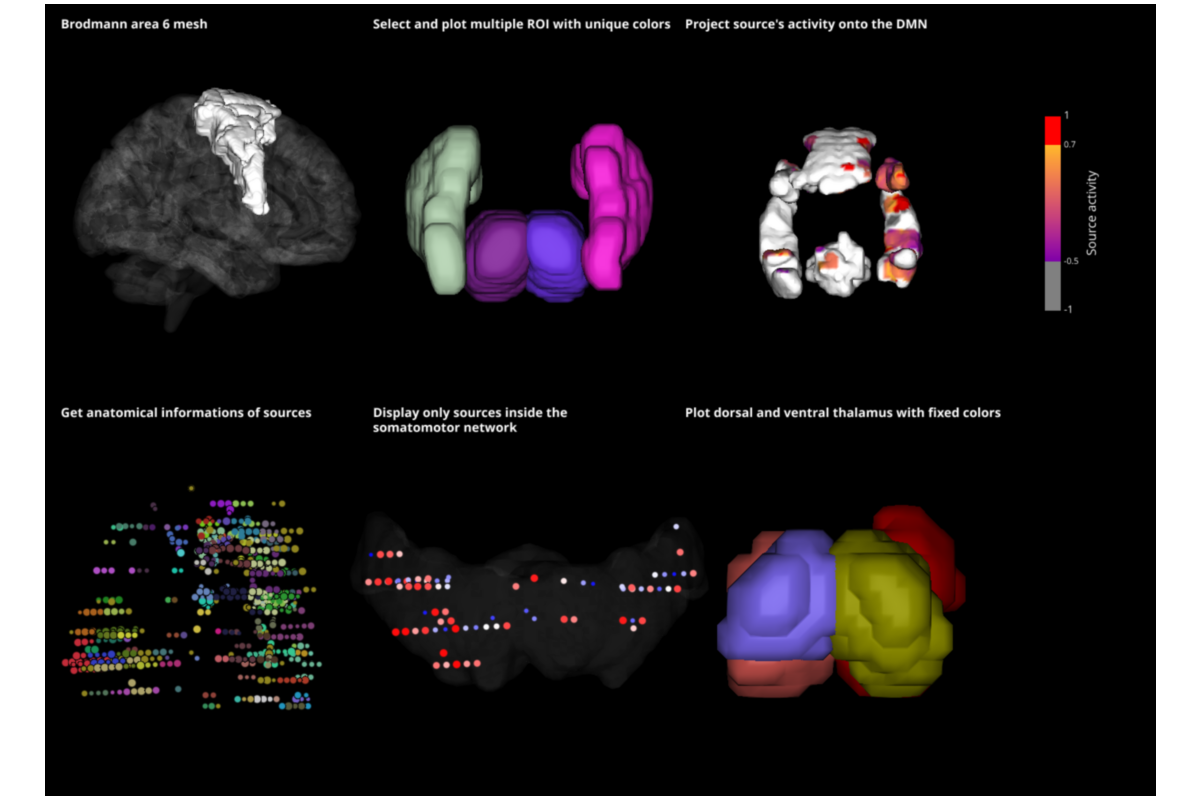 Brodmann area 6 mesh
Select and plot multiple ROI with unique colors
Project source's activity onto the DMN
1
0.7
Source activity
-0.5
-1
Get anatomical informations of sources
Display only sources inside the
somatomotor network
Plot dorsal and ventral thalamus with fixed colors